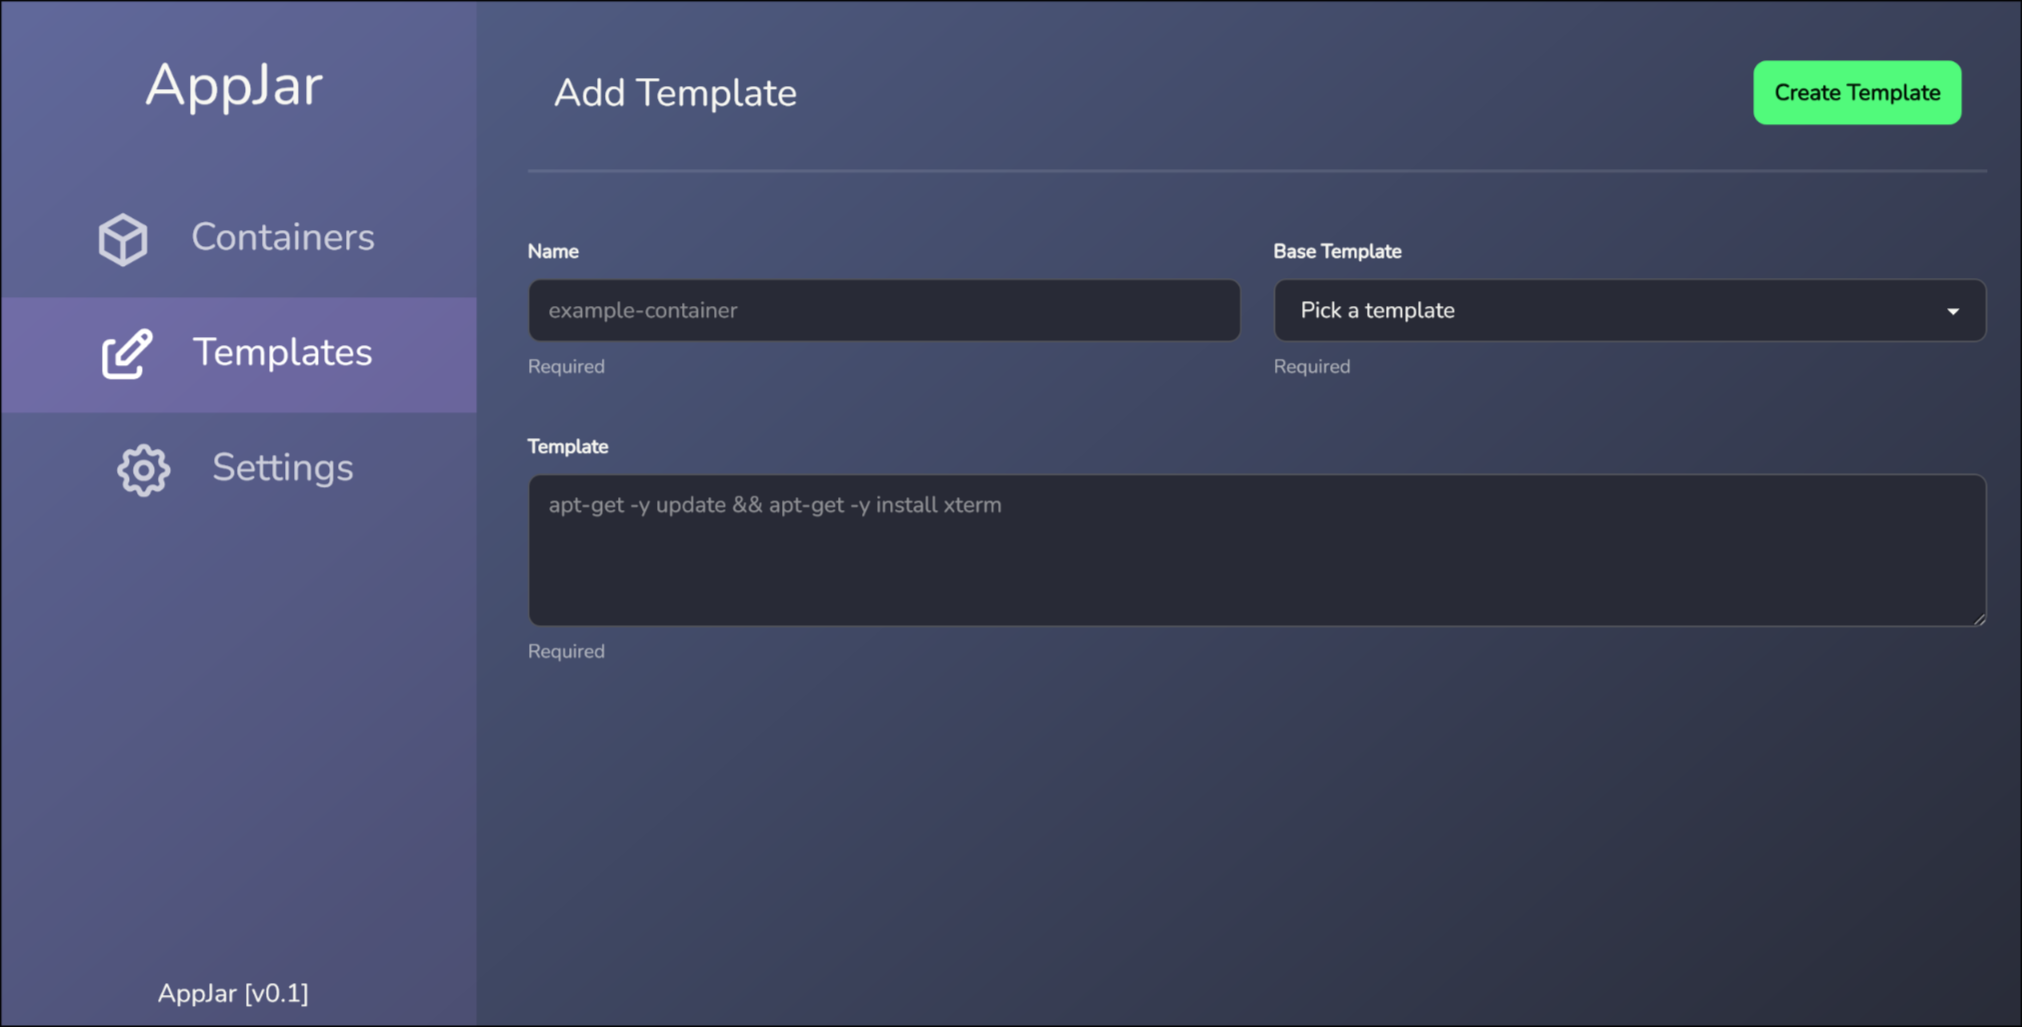 AppJar
Containers
Templates
Settings
AppJar [v0.1]
Add Template
Create Template
Name
example-container
Required
Base Template
Pick a template
Required
Template
apt-get -y update && apt-get -y install xterm
Required